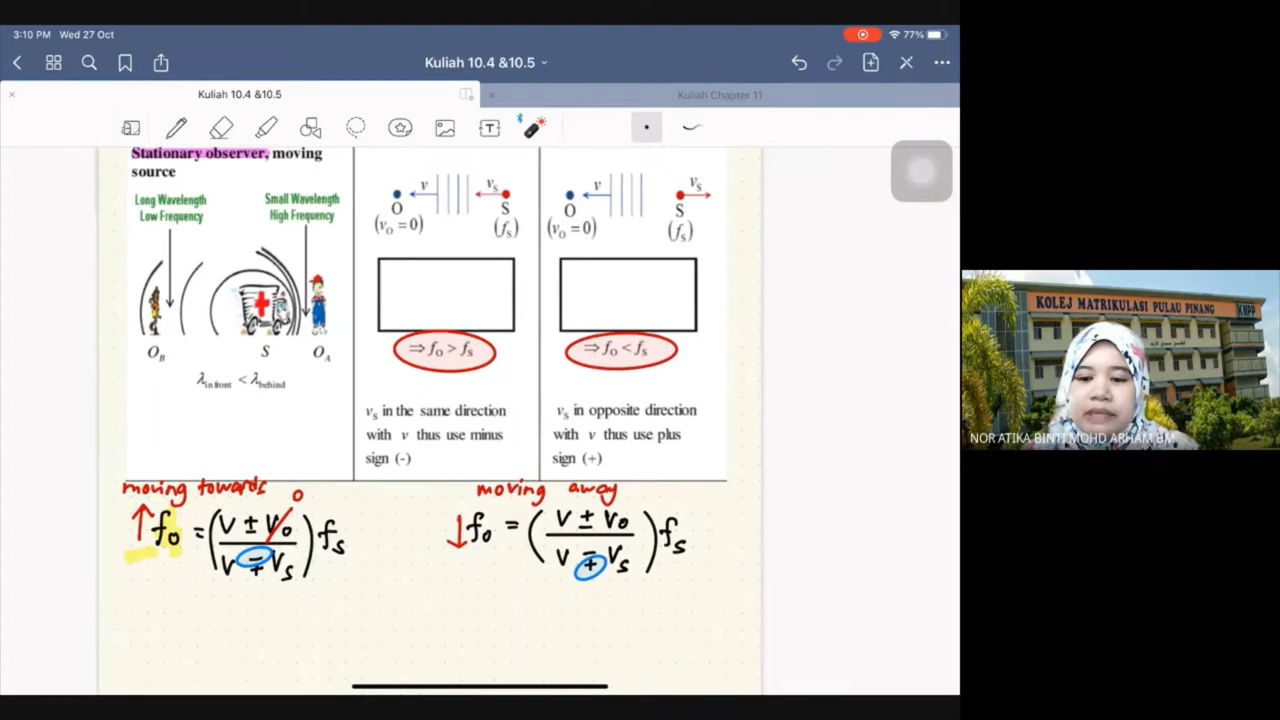 3:10 PM Wed 27 Oct
77%
Kuliah 10.4 &10.5
Kuliah 10.4 &10.5
Kuliah Chapter 11
Stationary observer, moving
source
Long Wavelength
Low Frequency
Small Wavelength
High Frequency
O_B S O_A
λ_in front < λ_behind
v v_s
O S
(v_O = 0) (f_s)
⇒ f_O > f_s
v_s in the same direction
with v thus use minus
sign (-)
v v_s
O S
(v_O = 0) (f_s)
⇒ f_O < f_s
v_s in opposite direction
with v thus use plus
sign (+)
moving towards
0
↑ f_o = (v ± v_o / v ∓ v_s) f_s
moving away
↓ f_o = (v ± v_o / v ∓ v_s) f_s
KOLEJ MATRIKULASI PULAU PINANG
KMPP
NOR ATIKA BINTI MOHD ARHAM BM